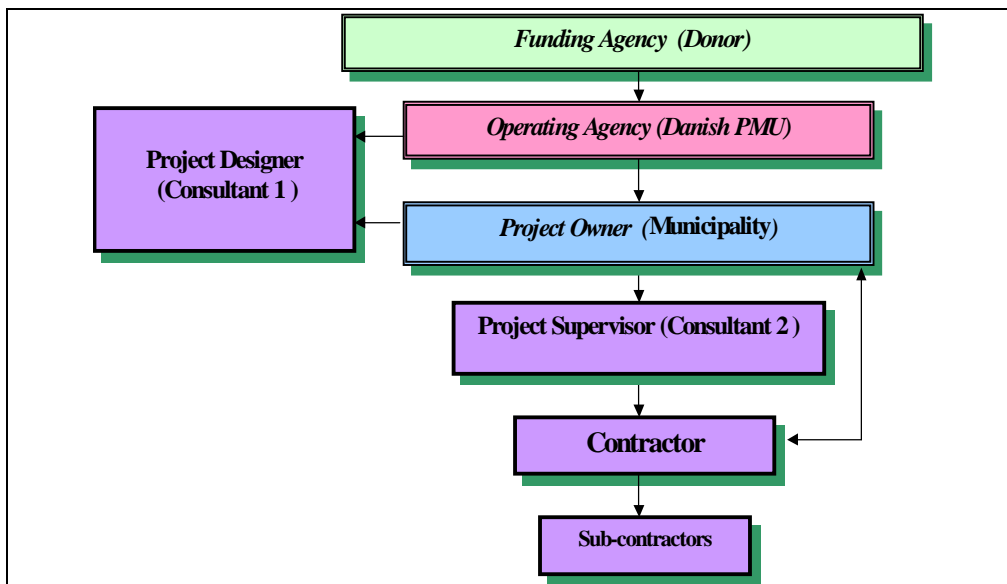 Funding Agency (Donor)
Operating Agency (Danish PMU)
Project Designer
(Consultant 1 )
Project Owner (Municipality)
Project Supervisor (Consultant 2 )
Contractor
Sub-contractors